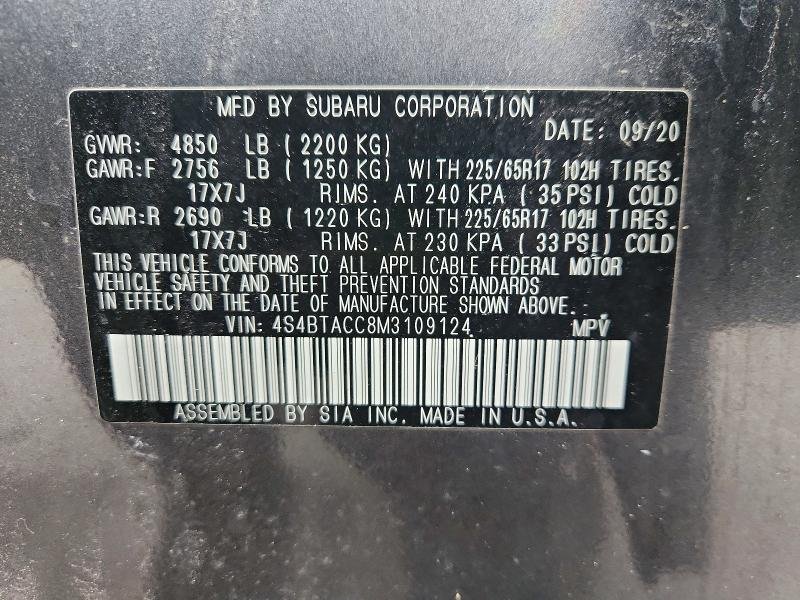 MFD BY SUBARU CORPORATION
DATE: 09/20
GVWR: 4850 LB (2200 KG)
GAWR:F 2756 LB (1250 KG) WITH 225/65R17 102H TIRES.
17X7J RIMS. AT 240 KPA (35 PSI) COLD
GAWR:R 2690 LB (1220 KG) WITH 225/65R17 102H TIRES.
17X7J RIMS. AT 230 KPA (33 PSI) COLD
THIS VEHICLE CONFORMS TO ALL APPLICABLE FEDERAL MOTOR
VEHICLE SAFETY AND THEFT PREVENTION STANDARDS
IN EFFECT ON THE DATE OF MANUFACTURE SHOWN ABOVE.
VIN: 4S4BTACC8M3109124 MPV
ASSEMBLED BY SIA INC. MADE IN U.S.A.